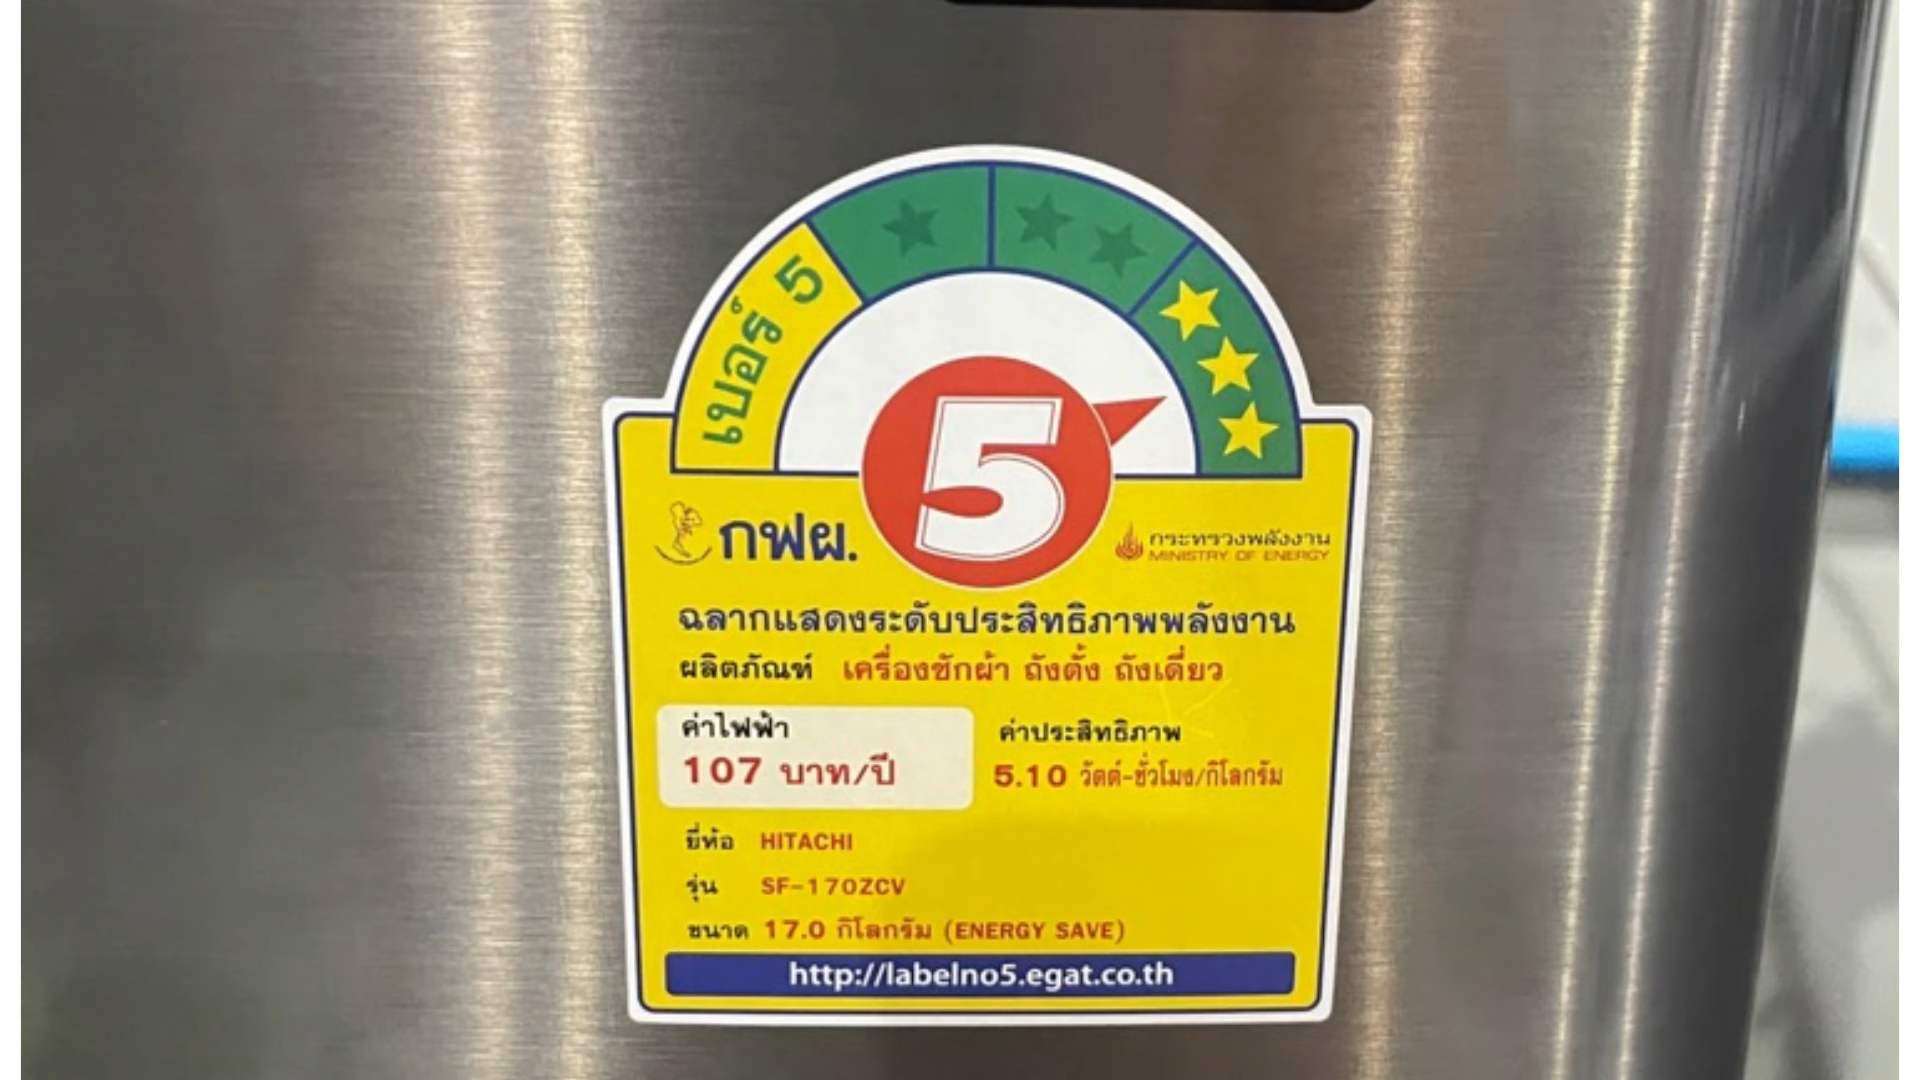 เบอร์ 5
5
กฟผ.
กระทรวงพลังงาน
MINISTRY OF ENERGY
ฉลากแสดงระดับประสิทธิภาพพลังงาน
ผลิตภัณฑ์ เครื่องซักผ้า ถังตั้ง ถังเดี่ยว
ค่าไฟฟ้า
107 บาท/ปี
ค่าประสิทธิภาพ
5.10 วัตต์-ชั่วโมง/กิโลกรัม
ยี่ห้อ HITACHI
รุ่น SF-170ZCV
ขนาด 17.0 กิโลกรัม (ENERGY SAVE)
http://labelno5.egat.co.th